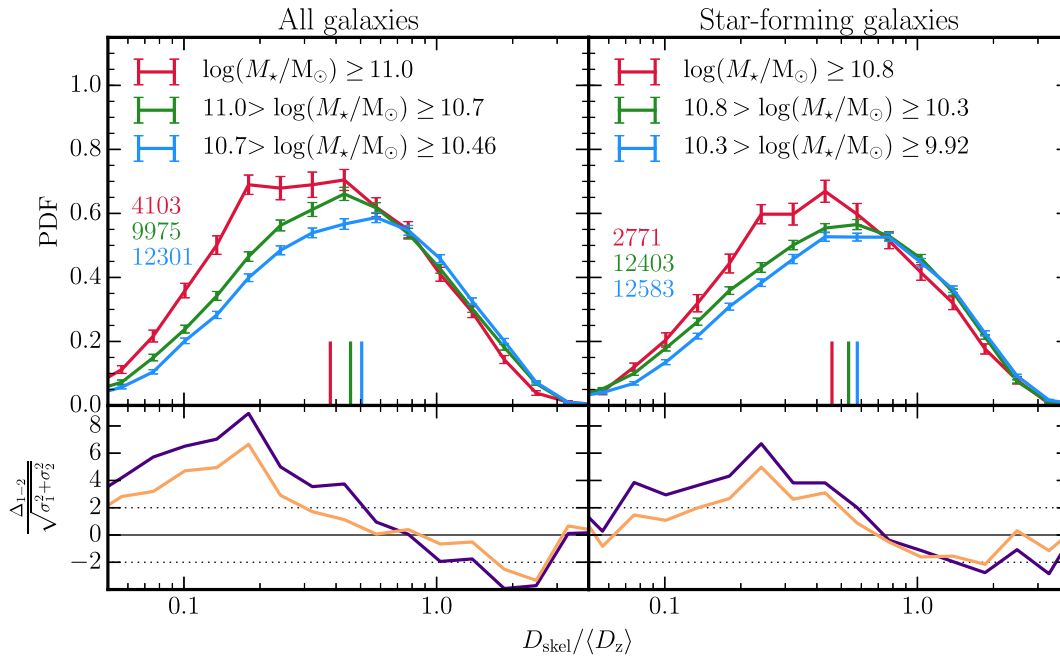 All galaxies
Star-forming galaxies
log(M⋆/M⊙) ≥ 11.0
11.0 > log(M⋆/M⊙) ≥ 10.7
10.7 > log(M⋆/M⊙) ≥ 10.46
4103
9975
12301
log(M⋆/M⊙) ≥ 10.8
10.8 > log(M⋆/M⊙) ≥ 10.3
10.3 > log(M⋆/M⊙) ≥ 9.92
2771
12403
12583
PDF
1.0
0.8
0.6
0.4
0.2
0.0
Δ₁₋₂ / √(σ₁² + σ₂²)
8
6
4
2
0
−2
0.1 1.0 0.1 1.0
D_skel/⟨D_z⟩